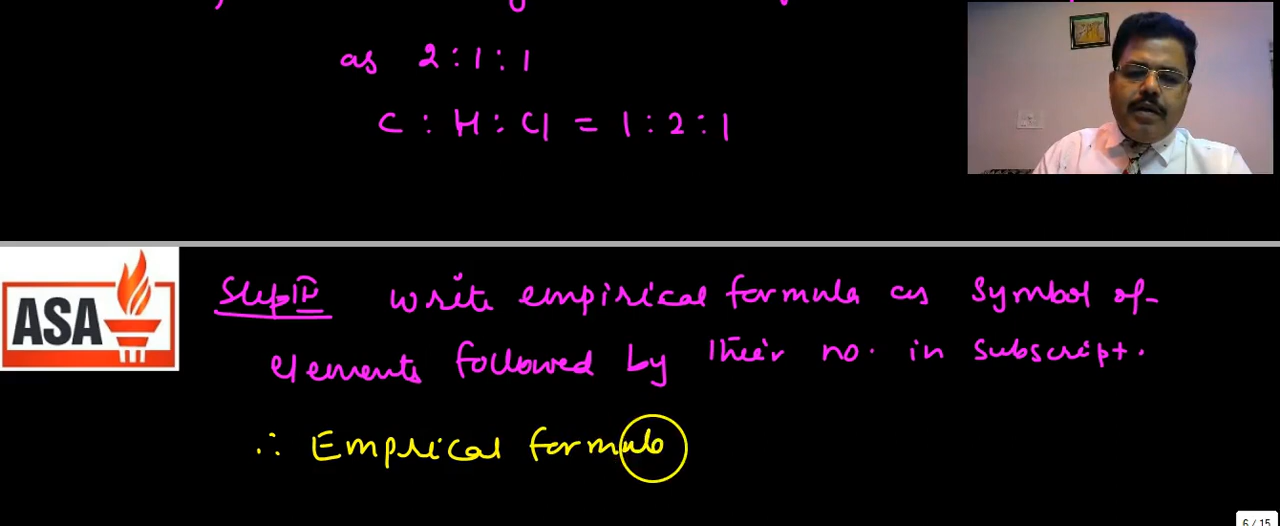 as 2:1:1
C : H : Cl = 1:2:1
ASA
Step IV Write empirical formula as symbol of
elements followed by their no. in subscript.
∴ Emprical formula
6 / 15